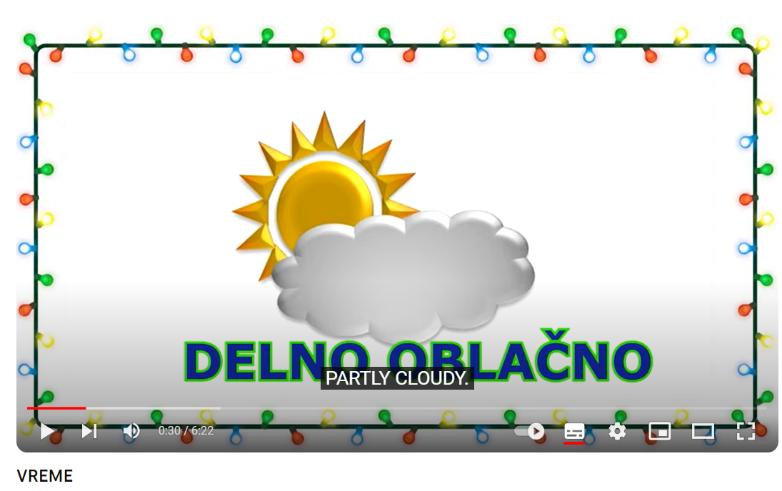 DELNO OBLAČNO
PARTLY CLOUDY.
0:30 / 6:22
VREME